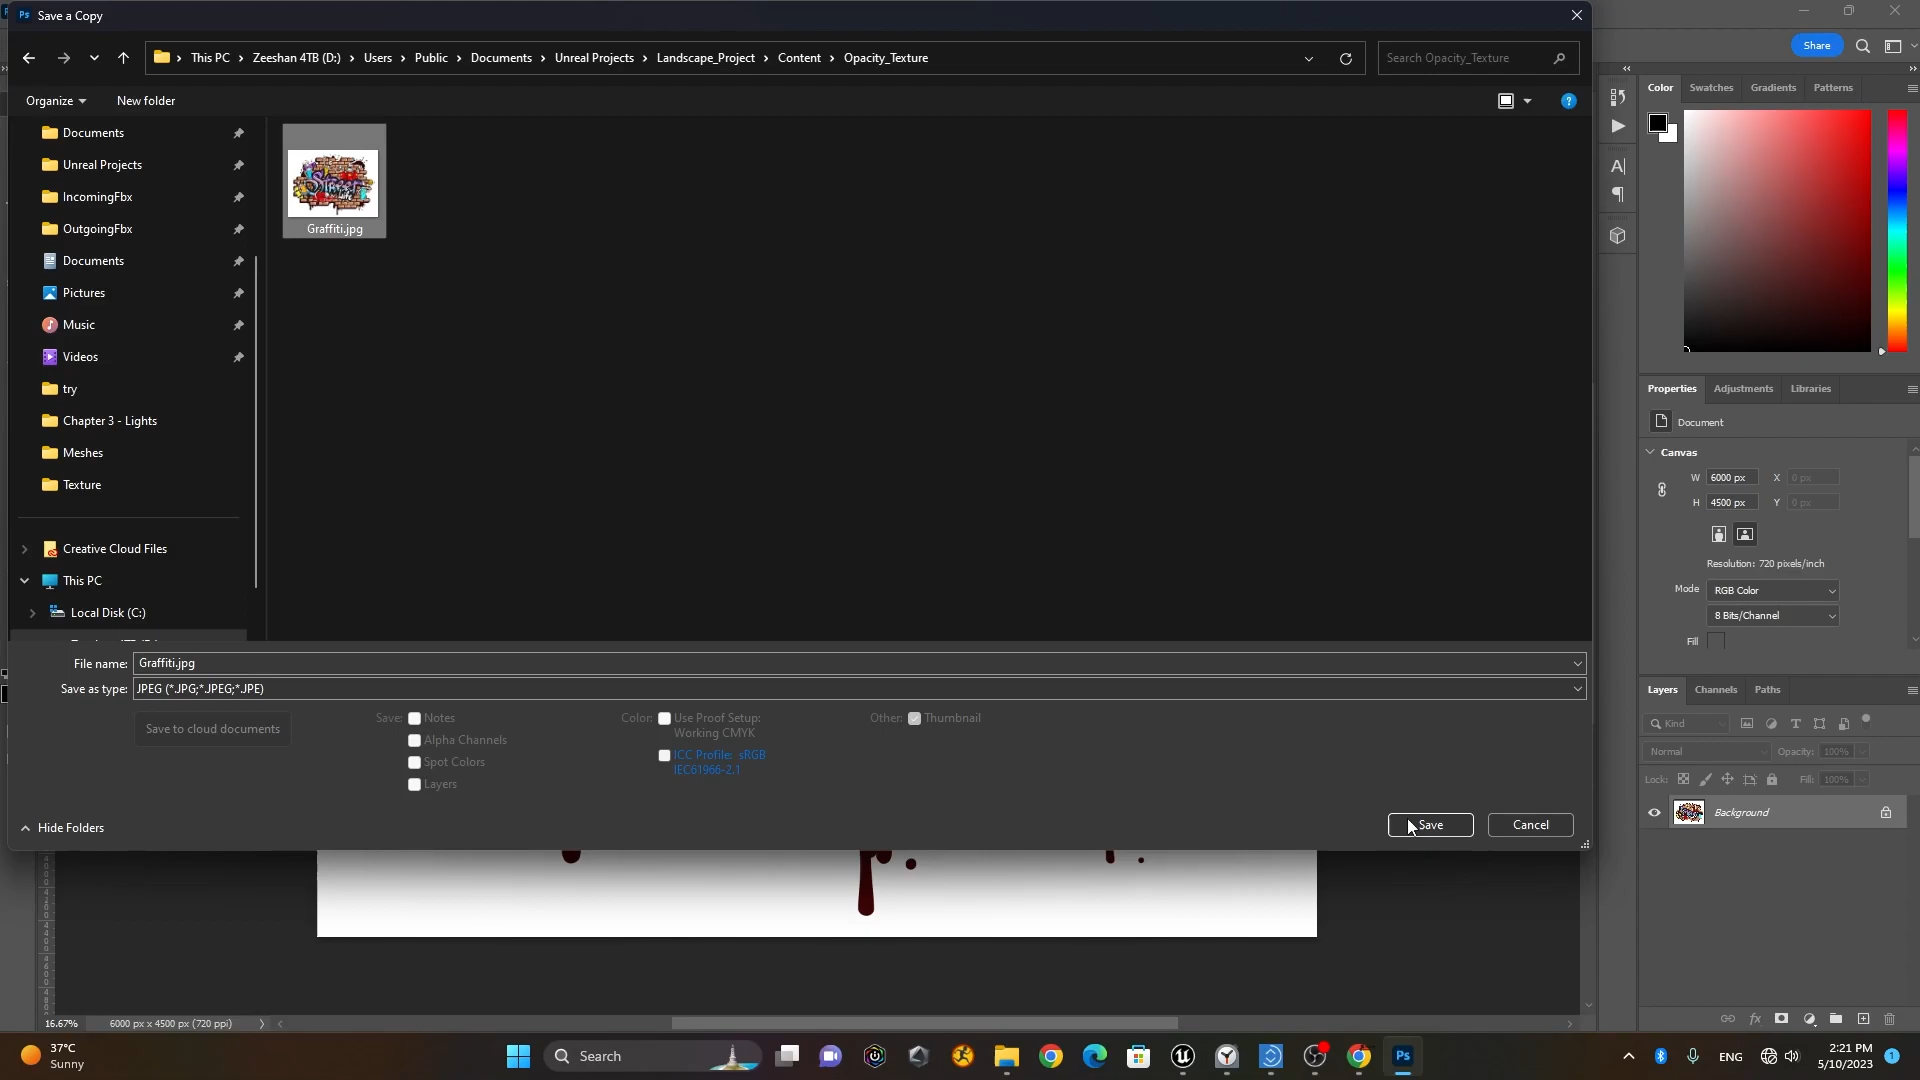 Ps Save a Copy
This PC > Zeeshan 4TB (D:) > Users > Public > Documents > Unreal Projects > Landscape_Project > Content > Opacity_Texture
Search Opacity_Texture
Share
Organize
New folder
Documents
Unreal Projects
IncomingFbx
OutgoingFbx
Documents
Pictures
Music
Videos
try
Chapter 3 - Lights
Meshes
Texture
Creative Cloud Files
This PC
Local Disk (C:)
Graffiti.jpg
File name: Graffiti.jpg
Save as type: JPEG (*.JPG;*.JPEG;*.JPE)
Save to cloud documents
Save: Notes
Alpha Channels
Spot Colors
Layers
Color: Use Proof Setup:
Working CMYK
ICC Profile: sRGB
IEC61966-2.1
Other: Thumbnail
Hide Folders
Save
Cancel
Color Swatches Gradients Patterns
Properties Adjustments Libraries
Document
Canvas
W 6000 px X 0 px
H 4500 px Y 0 px
Resolution: 720 pixels/inch
Mode RGB Color
8 Bits/Channel
Fill
Layers Channels Paths
Kind
Normal Opacity: 100%
Lock: Fill: 100%
Background
16.67% 6000 px x 4500 px (720 ppi)
37°C
Sunny
Search
Ps
ENG
2:21 PM
5/10/2023
1